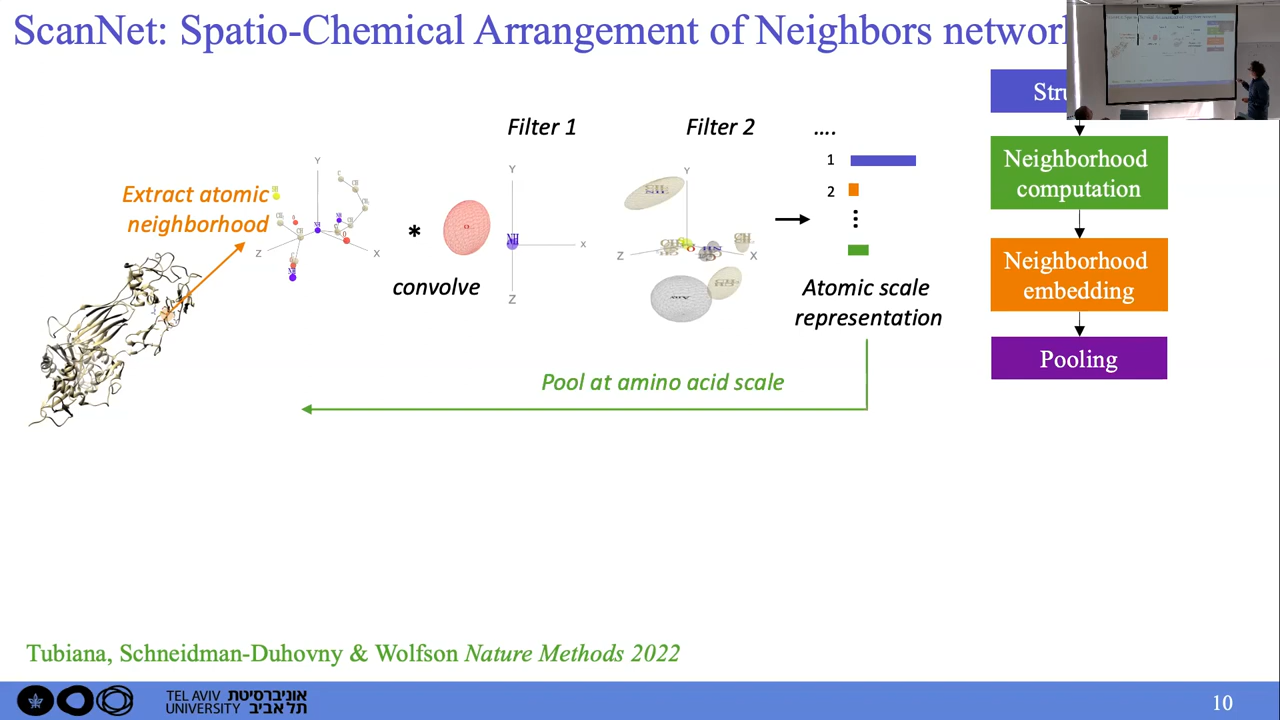 ScanNet: Spatio-Chemical Arrangement of Neighbors networ
Filter 1
Filter 2
....
Extract atomic
neighborhood
Y
Z
X
*
convolve
Y
NH
X
Z
Y
Z
X
1
2
Atomic scale
representation
Pool at amino acid scale
Stru
Neighborhood
computation
Neighborhood
embedding
Pooling
Tubiana, Schneidman-Duhovny & Wolfson Nature Methods 2022
TEL AVIV אוניברסיטת
UNIVERSITY תל אביב
10